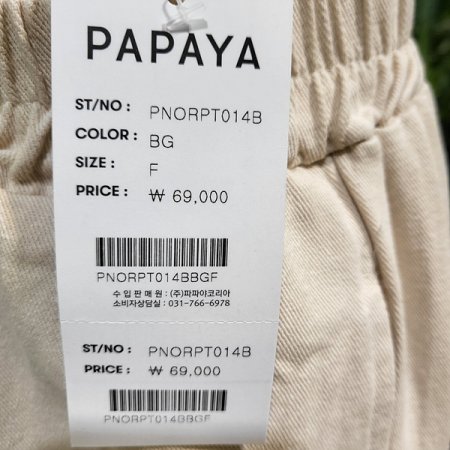 PAPAYA
ST/NO : PNORPT014B
COLOR : BG
SIZE : F
PRICE : ₩ 69,000
PNORPT014BBGF
수 입 판 매 원 : (주)파파야코리아
소비자상담실 : 031-766-6978
ST/NO : PNORPT014B
PRICE : ₩ 69,000
PNORPT014BBGF